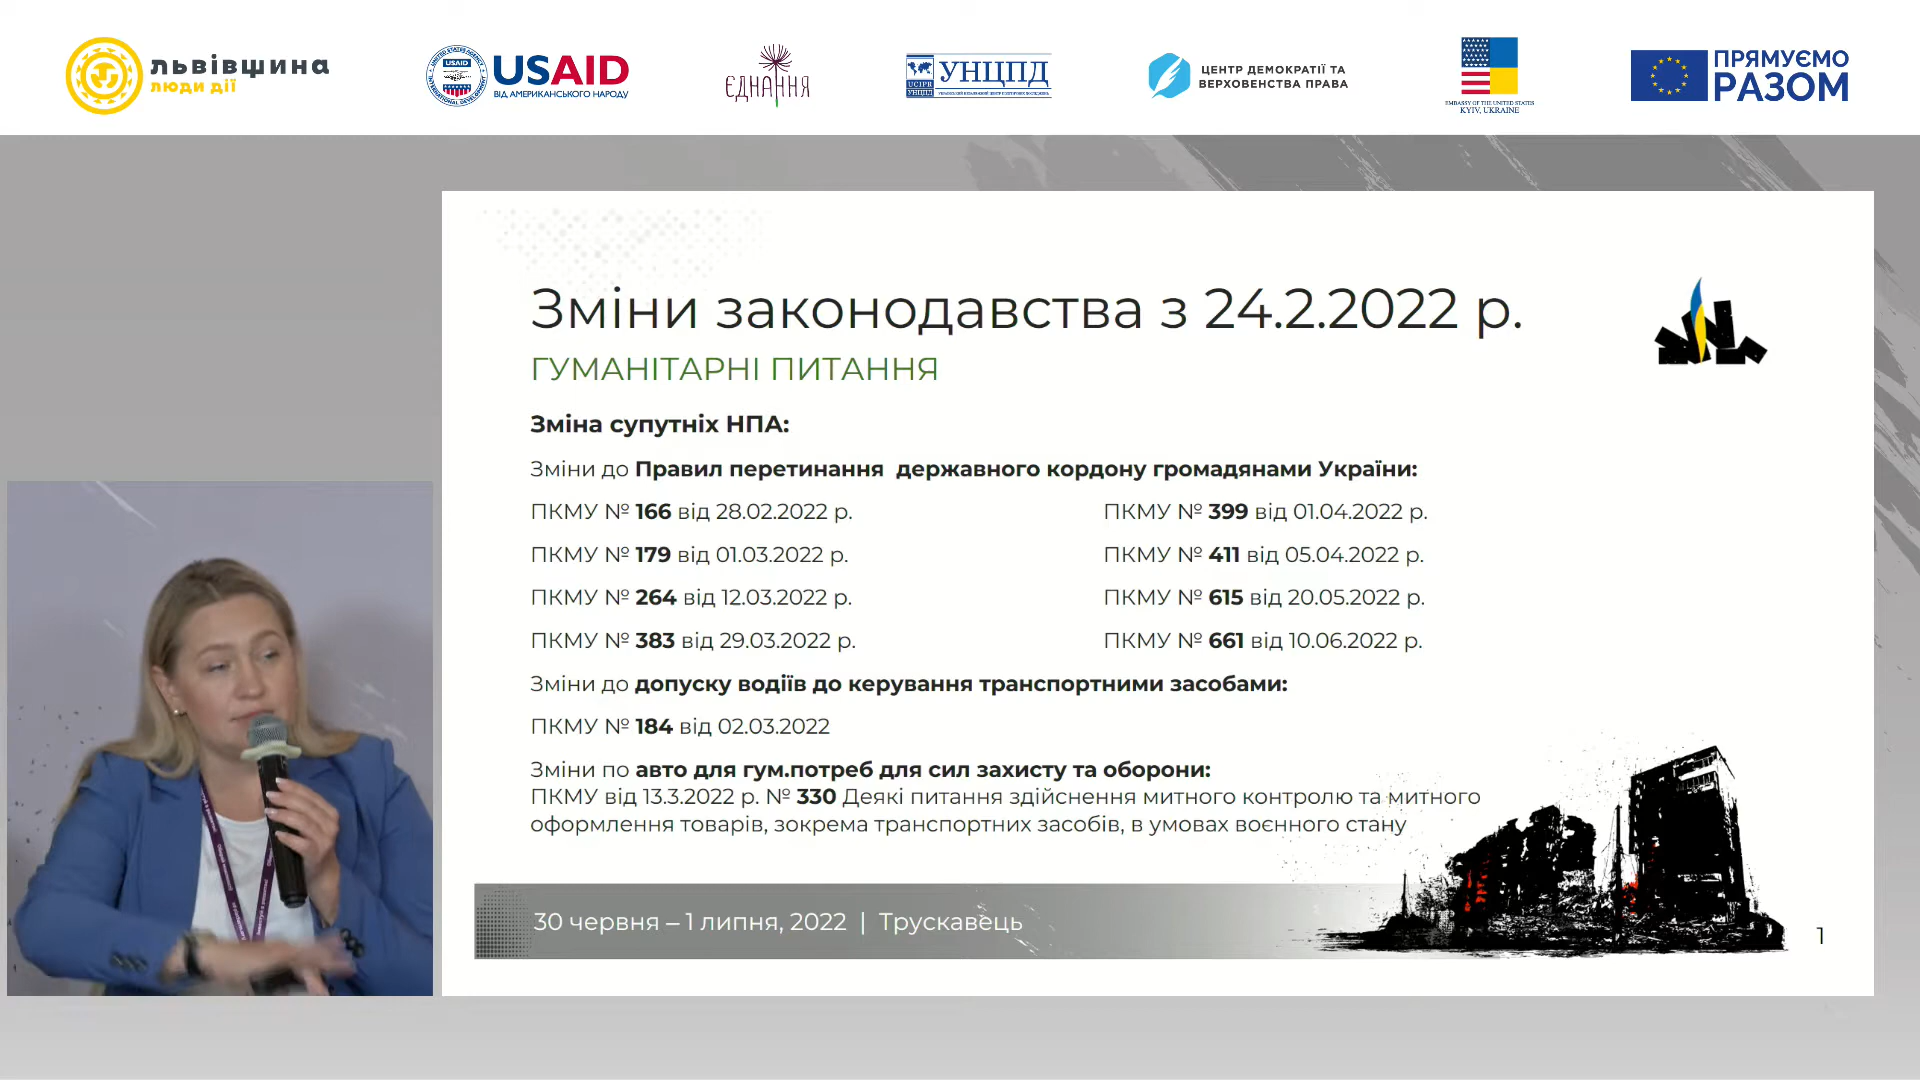 львівщина
люди дії
USAID
ВІД АМЕРИКАНСЬКОГО НАРОДУ
ЄДНАННЯ
УНЦПД
UCIPR
УНЦПД
ЦЕНТР ДЕМОКРАТІЇ ТА
ВЕРХОВЕНСТВА ПРАВА
EMBASSY OF THE UNITED STATES
KYIV, UKRAINE
ПРЯМУЄМО
РАЗОМ
Зміни законодавства з 24.2.2022 р.
ГУМАНІТАРНІ ПИТАННЯ
Зміна супутніх НПА:
Зміни до Правил перетинання державного кордону громадянами України:
ПКМУ № 166 від 28.02.2022 р.
ПКМУ № 399 від 01.04.2022 р.
ПКМУ № 179 від 01.03.2022 р.
ПКМУ № 411 від 05.04.2022 р.
ПКМУ № 264 від 12.03.2022 р.
ПКМУ № 615 від 20.05.2022 р.
ПКМУ № 383 від 29.03.2022 р.
ПКМУ № 661 від 10.06.2022 р.
Зміни до допуску водіїв до керування транспортними засобами:
ПКМУ № 184 від 02.03.2022
Зміни по авто для гум.потреб для сил захисту та оборони:
ПКМУ від 13.3.2022 р. № 330 Деякі питання здійснення митного контролю та митного
оформлення товарів, зокрема транспортних засобів, в умовах воєнного стану
30 червня – 1 липня, 2022 | Трускавець
1